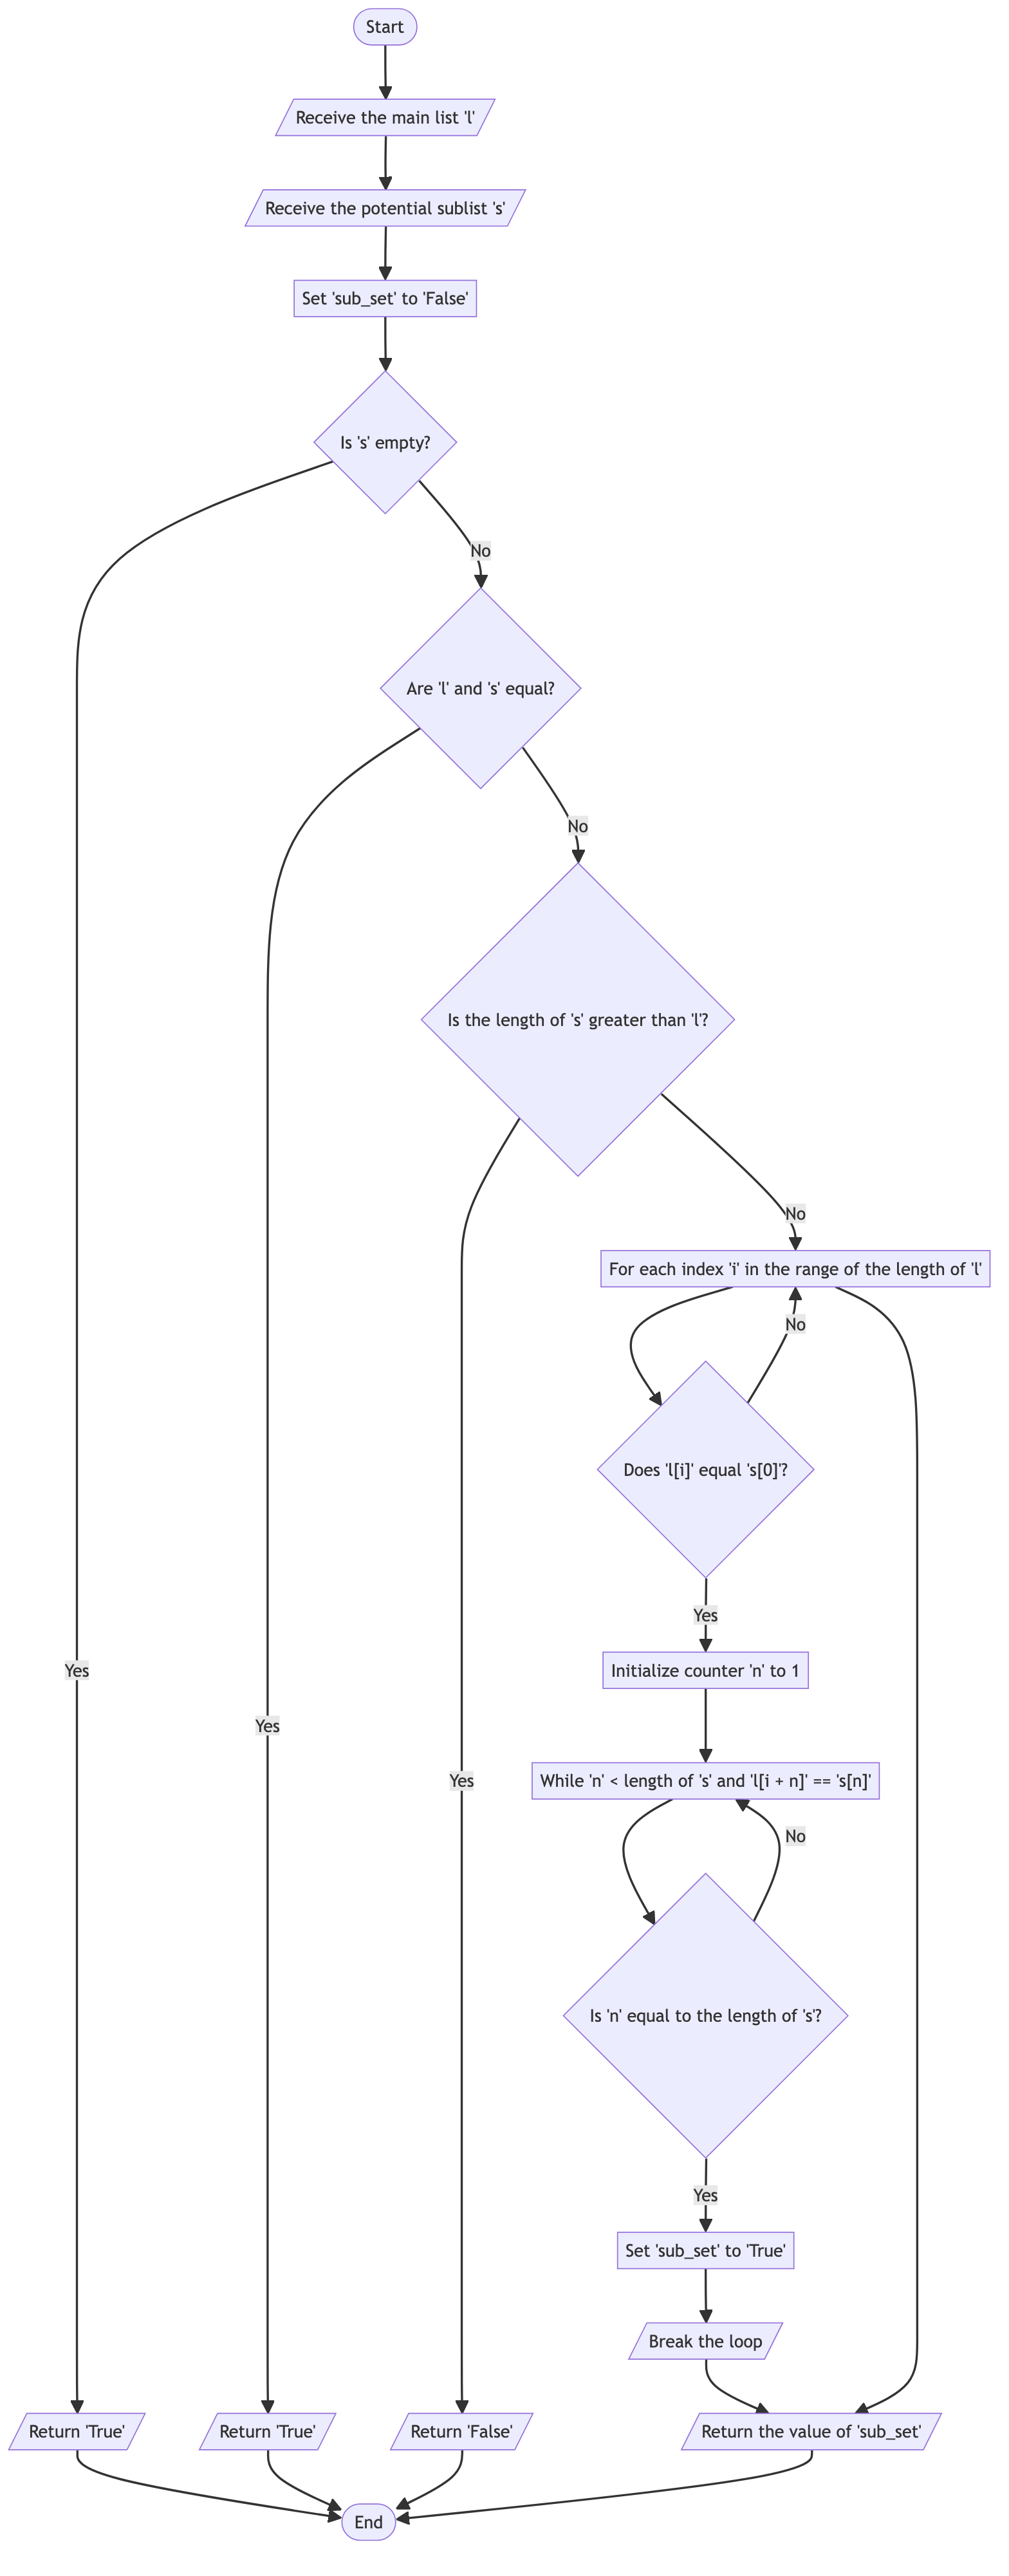 Start
Receive the main list 'l'
Receive the potential sublist 's'
Set 'sub_set' to 'False'
Is 's' empty?
No
Are 'l' and 's' equal?
No
Is the length of 's' greater than 'l'?
No
For each index 'i' in the range of the length of 'l'
No
Does 'l[i]' equal 's[0]'?
Yes
Initialize counter 'n' to 1
Yes
Yes
While 'n' < length of 's' and 'l[i + n]' == 's[n]'
Yes
No
Is 'n' equal to the length of 's'?
Yes
Set 'sub_set' to 'True'
Break the loop
Return 'True'
Return 'True'
Return 'False'
Return the value of 'sub_set'
End